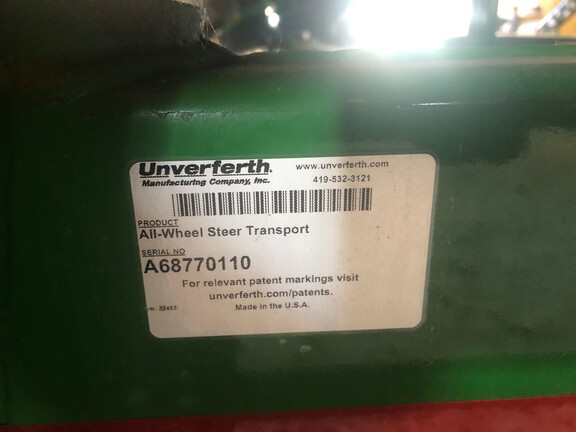 Unverferth.
Manufacturing Company, Inc.
www.unverferth.com
419-532-3121
PRODUCT
All-Wheel Steer Transport
SERIAL NO
A68770110
For relevant patent markings visit
unverferth.com/patents.
Made in the U.S.A.